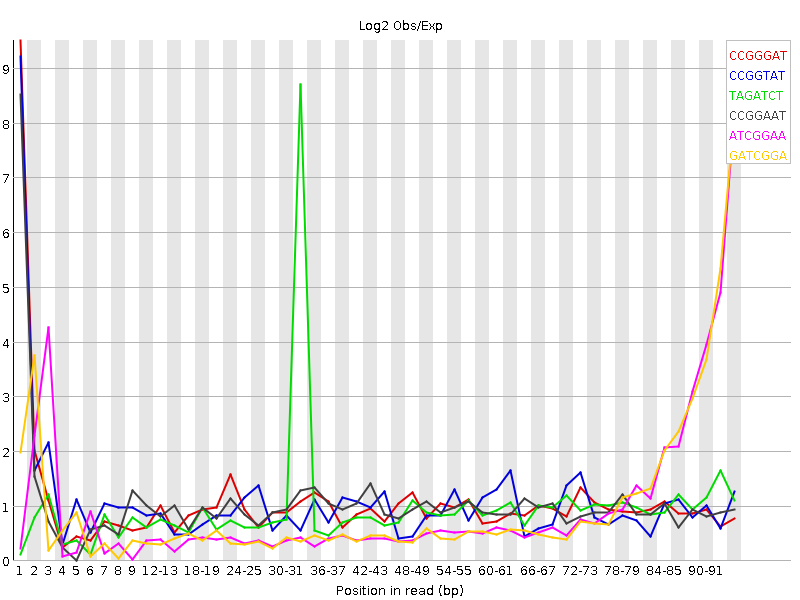 Log2 Obs/Exp
CCGGGAT
CCGGTAT
TAGATCT
CCGGAAT
ATCGGAA
GATCGGA
9
8
7
6
5
4
3
2
1
0
1 2 3 4 5 6 7 8 9 12-13 18-19 24-25 30-31 36-37 42-43 48-49 54-55 60-61 66-67 72-73 78-79 84-85 90-91
Position in read (bp)